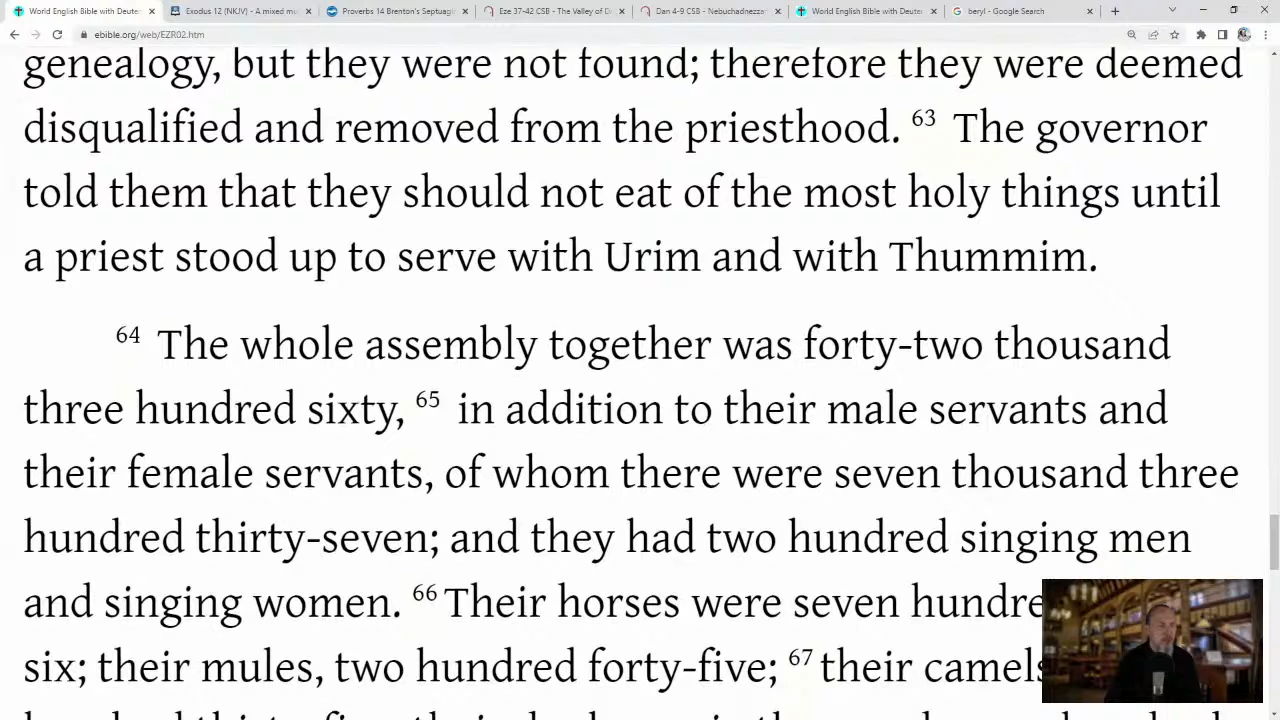 World English Bible with Deuter
Exodus 12 (NKJV) - A mixed mu
Proverbs 14 Brenton's Septuagin
Eze 37-42 CSB - The Valley of D
Dan 4-9 CSB - Nebuchadnezza
World English Bible with Deuter
beryl - Google Search
ebible.org/web/EZR02.htm
genealogy, but they were not found; therefore they were deemed
disqualified and removed from the priesthood. 63 The governor
told them that they should not eat of the most holy things until
a priest stood up to serve with Urim and with Thummim.
64 The whole assembly together was forty-two thousand
three hundred sixty, 65 in addition to their male servants and
their female servants, of whom there were seven thousand three
hundred thirty-seven; and they had two hundred singing men
and singing women. 66 Their horses were seven hundre
six; their mules, two hundred forty-five; 67 their camels